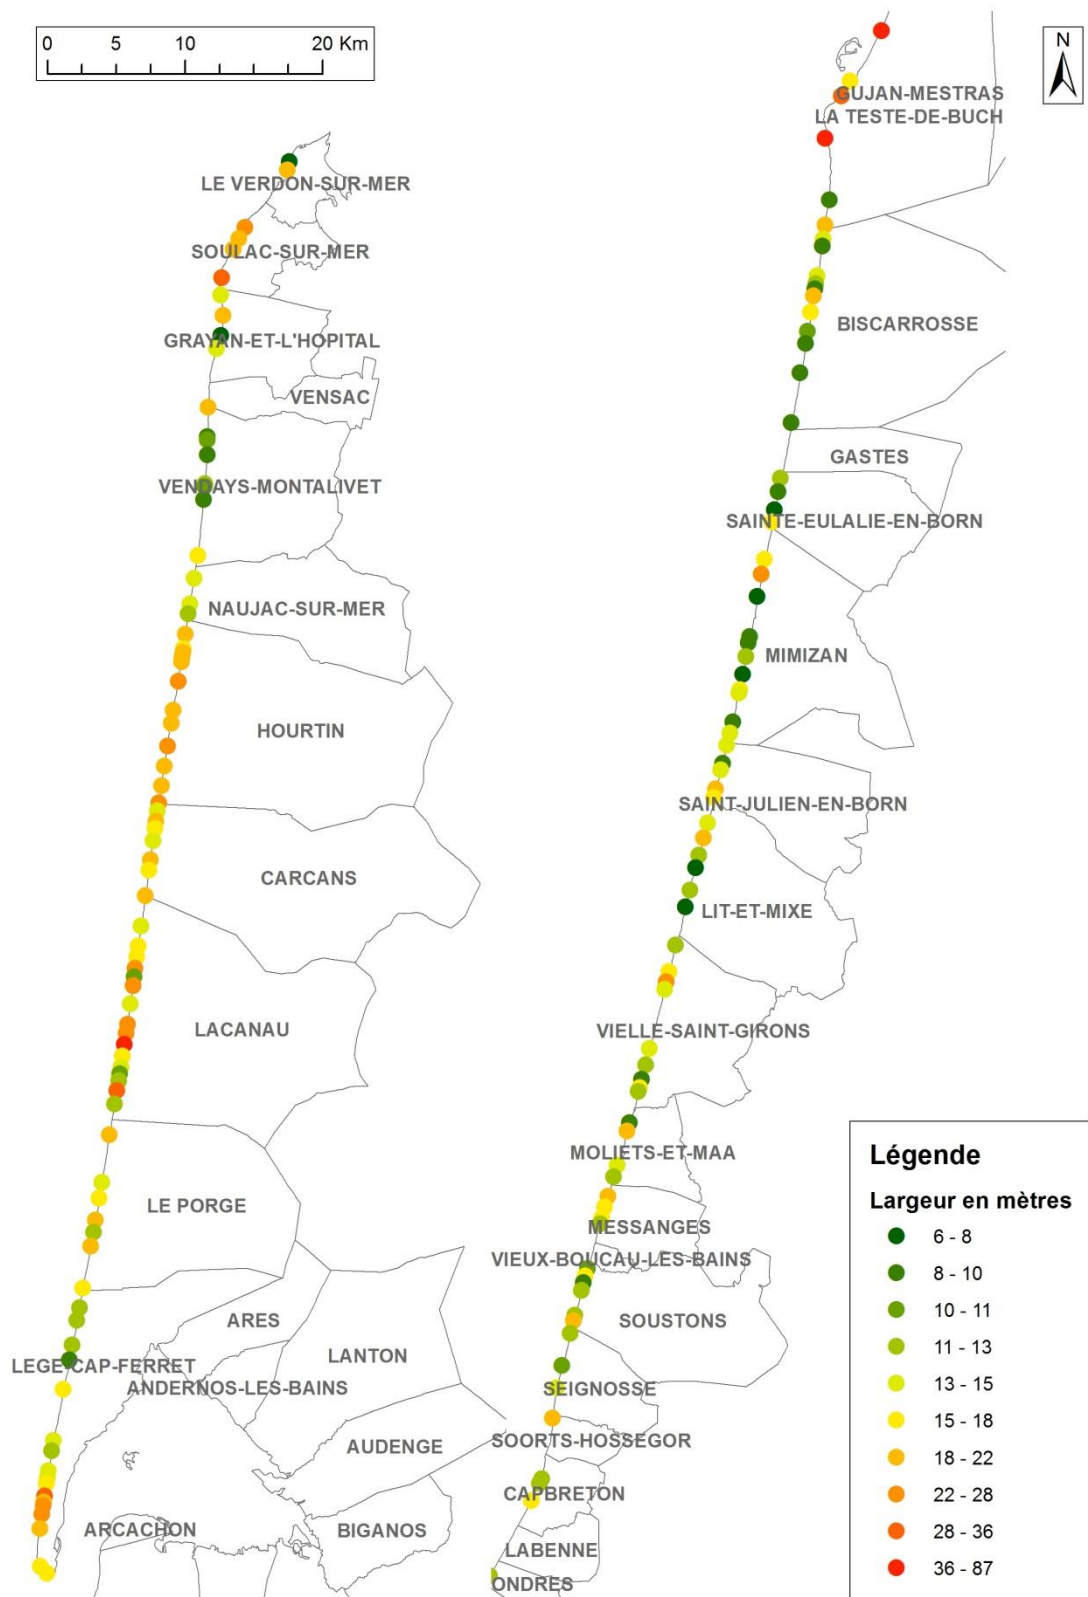 0 5 10 20 Km
N
GUJAN-MESTRAS
LA TESTE-DE-BUCH
LE VERDON-SUR-MER
SOULAC-SUR-MER
GRAYAN-ET-L'HOPITAL
VENSAC
VENDAYS-MONTALIVET
NAUJAC-SUR-MER
HOURTIN
CARCANS
LACANAU
LE PORGE
ARES
LANTON
LEGE-CAP-FERRET
ANDERNOS-LES-BAINS
AUDENGE
ARCACHON
BIGANOS
BISCARROSSE
GASTES
SAINTE-EULALIE-EN-BORN
MIMIZAN
SAINT-JULIEN-EN-BORN
LIT-ET-MIXE
VIELLE-SAINT-GIRONS
MOLIETS-ET-MAA
MESSANGES
VIEUX-BOUCAU-LES-BAINS
SOUSTONS
SEIGNOSSE
SOORTS-HOSSEGOR
CAPBRETON
LABENNE
ONDRES
Légende
Largeur en mètres
6 - 8
8 - 10
10 - 11
11 - 13
13 - 15
15 - 18
18 - 22
22 - 28
28 - 36
36 - 87